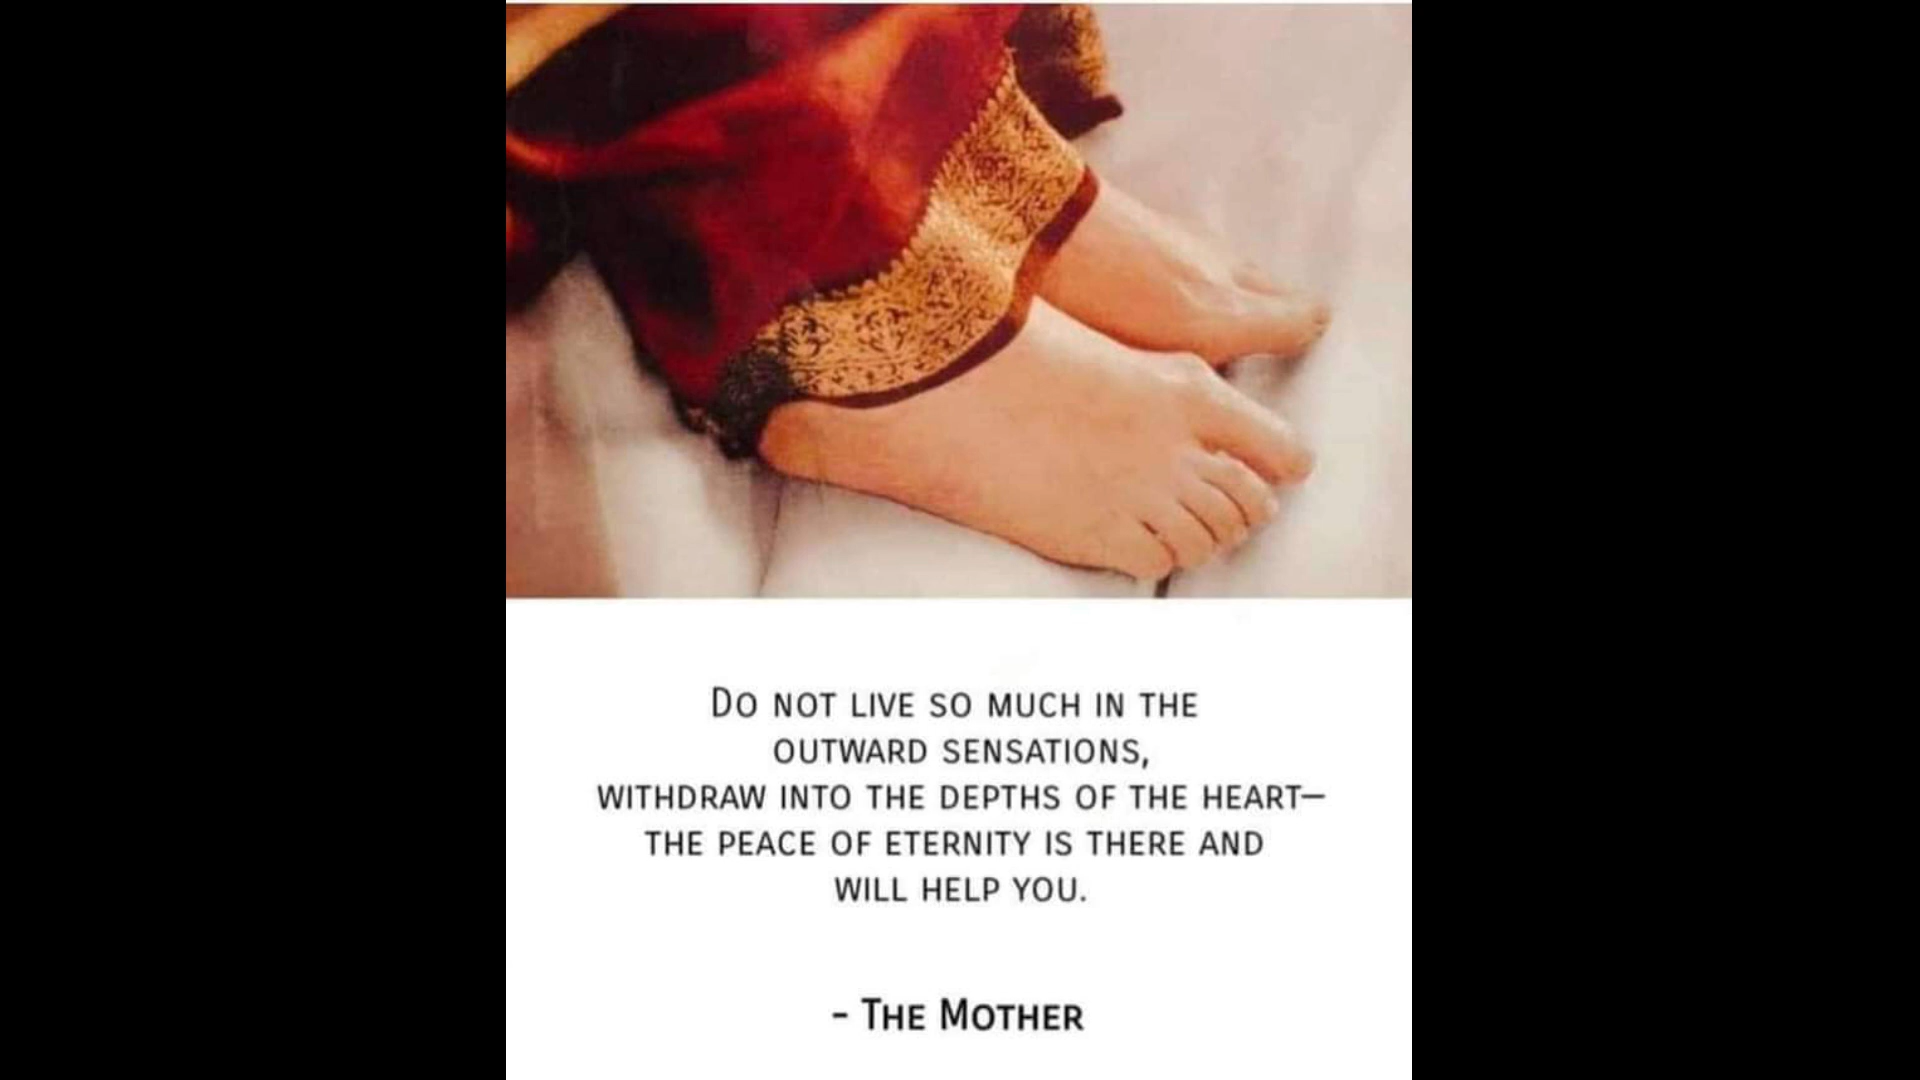 Do not live so much in the
outward sensations,
withdraw into the depths of the heart—
the peace of eternity is there and
will help you.
- The Mother